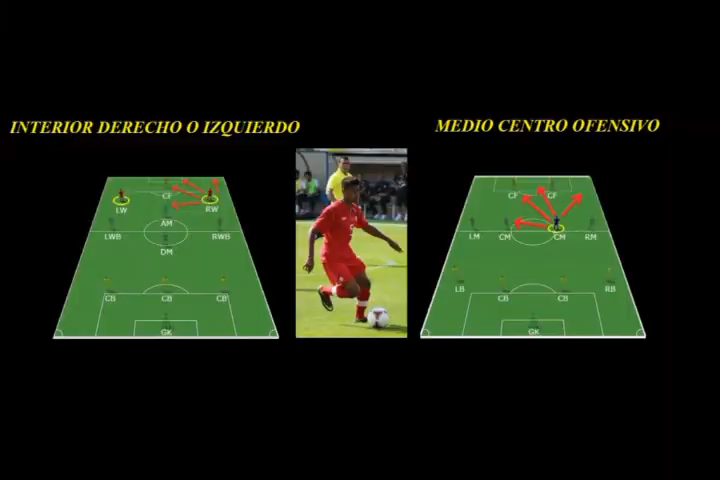 INTERIOR DERECHO O IZQUIERDO
MEDIO CENTRO OFENSIVO
CF
LW
RW
AM
LWB
RWB
DM
CB
CB
CB
GK
CF
CF
LM
CM
CM
RM
LB
RB
CB
CB
GK